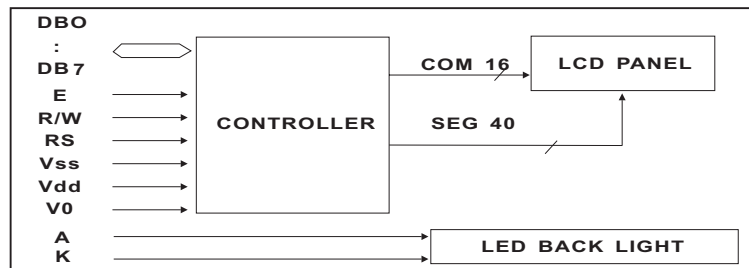 DBO
:
DB7
E
R/W
RS
Vss
Vdd
V0
A
K
CONTROLLER
COM 16
SEG 40
LCD PANEL
LED BACK LIGHT